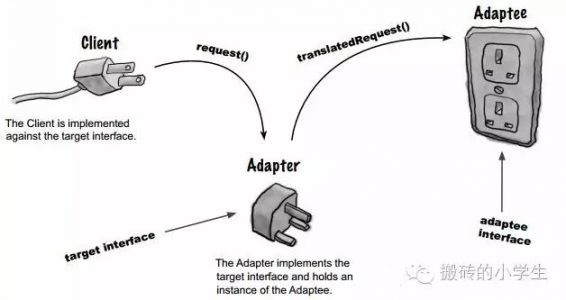 Client
request()
translatedRequest()
Adaptee
The Client is implemented
against the target interface.
Adapter
target interface
adaptee
interface
The Adapter implements the
target interface and holds an
instance of the Adaptee.
搬砖的小学生